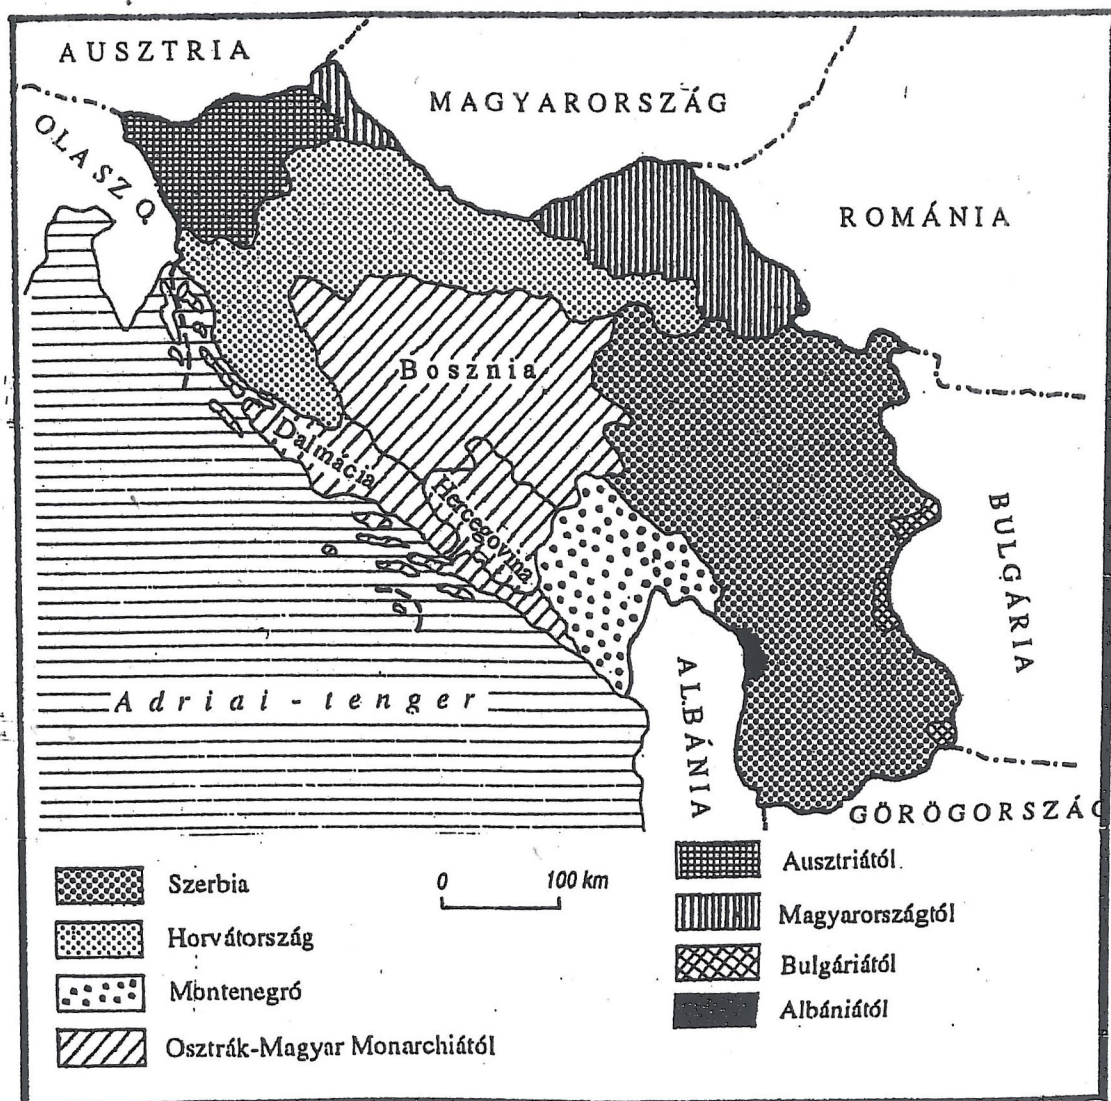 AUSZTRIA
MAGYARORSZÁG
OLASZO.
ROMÁNIA
Bosznia
Dalmácia
Hercegovina
BULGÁRIA
Adriai-tenger
ALBÁNIA
GÖRÖGORSZÁG
Szerbia
Horvátország
Montenegró
Osztrák-Magyar Monarchiától
0 100 km
Ausztriától
Magyarországtól
Bulgáriától
Albániától